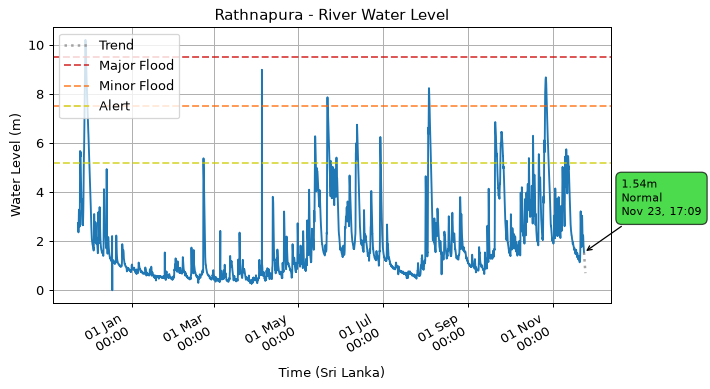 Rathnapura - River Water Level
Trend
Major Flood
Minor Flood
Alert
Water Level (m)
10
8
6
4
2
0
1.54m
Normal
Nov 23, 17:09
01 Jan
00:00
01 Mar
00:00
01 May
00:00
01 Jul
00:00
01 Sep
00:00
01 Nov
00:00
Time (Sri Lanka)